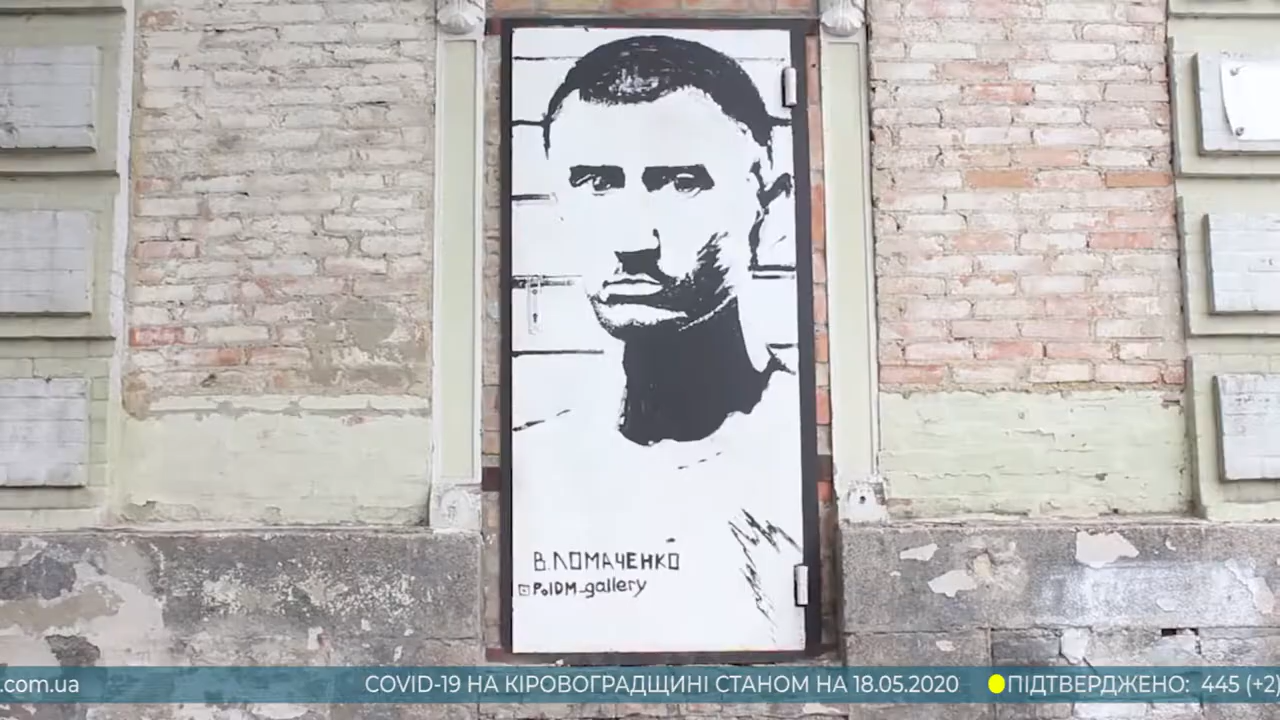 В.ЛОМАЧЕНКО
PolDM_gallery
.com.ua COVID-19 НА КІРОВОГРАДЩИНІ СТАНОМ НА 18.05.2020 ПІДТВЕРДЖЕНО: 445 (+2)